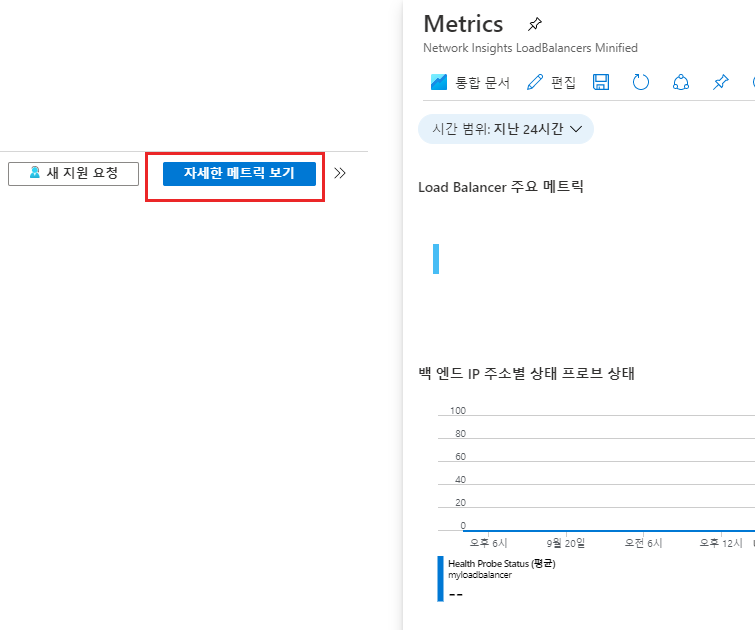 새 지원 요청
자세한 메트릭 보기
Metrics
Network Insights LoadBalancers Minified
통합 문서
편집
시간 범위: 지난 24시간
Load Balancer 주요 메트릭
백 엔드 IP 주소별 상태 프로브 상태
100
80
60
40
20
0
오후 6시 9월 20일 오전 6시 오후 12시
Health Probe Status (평균)
myloadbalancer
--